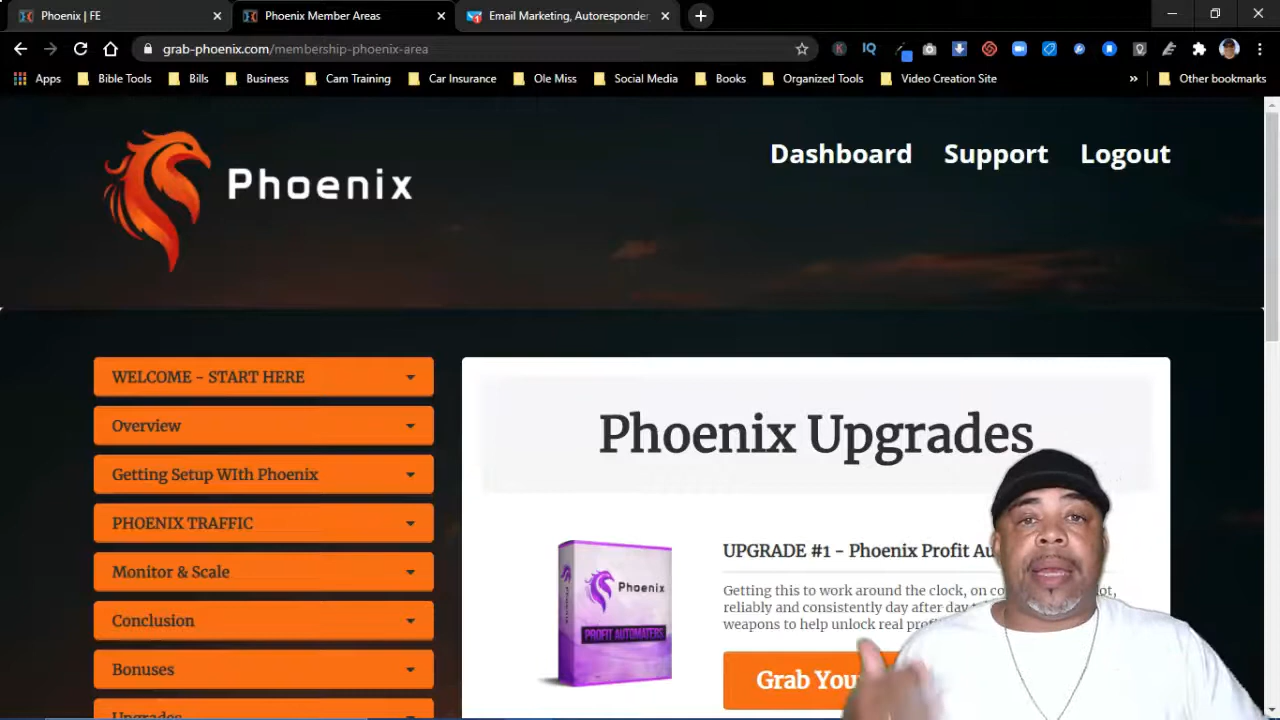 Phoenix | FE
Phoenix Member Areas
Email Marketing, Autoresponder
grab-phoenix.com/membership-phoenix-area
Apps
Bible Tools
Bills
Business
Cam Training
Car Insurance
Ole Miss
Social Media
Books
Organized Tools
Video Creation Site
Other bookmarks
Phoenix
Dashboard
Support
Logout
WELCOME - START HERE
Overview
Getting Setup WIth Phoenix
PHOENIX TRAFFIC
Monitor & Scale
Conclusion
Bonuses
Upgrades
Phoenix Upgrades
Phoenix
PROFIT AUTOMATERS
UPGRADE #1 - Phoenix Profit Au
Getting this to work around the clock, on
reliably and consistently day after day
weapons to help unlock real
Grab